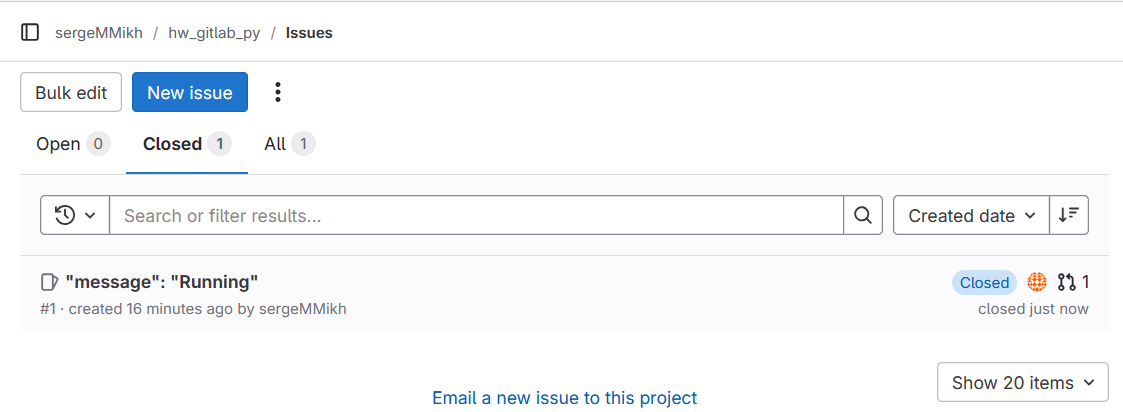 sergeMMikh / hw_gitlab_py / Issues
Bulk edit New issue
Open 0 Closed 1 All 1
Search or filter results... Created date
"message": "Running" Closed 1
#1 · created 16 minutes ago by sergeMMikh closed just now
Show 20 items
Email a new issue to this project